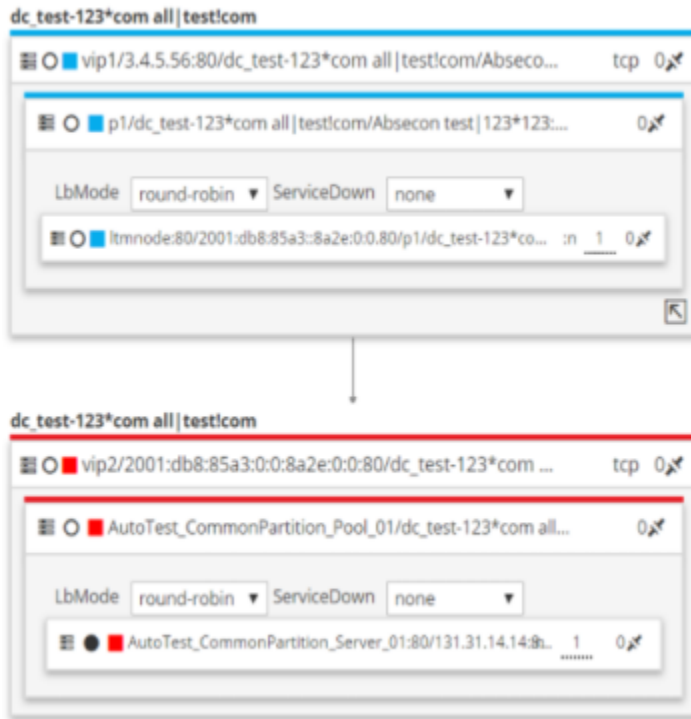 dc_test-123*com all|test!com
vip1/3.4.5.56:80/dc_test-123*com all|test!com/Abseco... tcp 0
p1/dc_test-123*com all|test!com/Absecon test|123*123:... 0
LbMode round-robin ServiceDown none
ltmnode:80/2001:db8:85a3::8a2e:0:0.80/p1/dc_test-123*co... :n 1 0
dc_test-123*com all|test!com
vip2/2001:db8:85a3:0:0:8a2e:0:0:80/dc_test-123*com ... tcp 0
AutoTest_CommonPartition_Pool_01/dc_test-123*com all... 0
LbMode round-robin ServiceDown none
AutoTest_CommonPartition_Server_01:80/131.31.14.14: 1 0